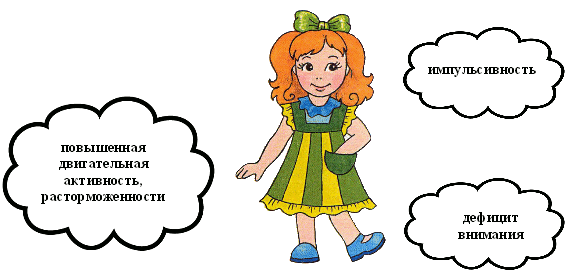 импульсивность
повышенная
двигательная
активность,
расторможенности
дефицит
внимания